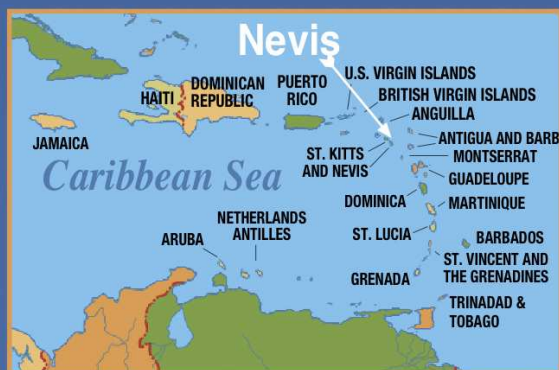 Nevis
U.S. VIRGIN ISLANDS
BRITISH VIRGIN ISLANDS
ANGUILLA
ANTIGUA AND BARB
MONTSERRAT
GUADELOUPE
HAITI
DOMINICAN
REPUBLIC
PUERTO
RICO
JAMAICA
ST. KITTS
AND NEVIS
Caribbean Sea
DOMINICA
MARTINIQUE
NETHERLANDS
ANTILLES
ARUBA
ST. LUCIA
BARBADOS
ST. VINCENT AND
THE GRENADINES
GRENADA
TRINIDAD &
TOBAGO